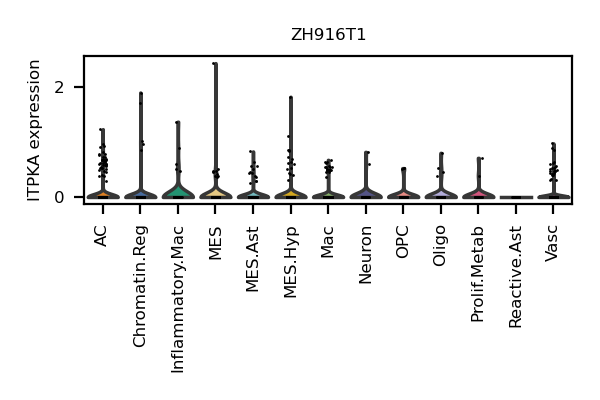 ZH916T1
ITPKA expression
2
0
AC
Chromatin.Reg
Inflammatory.Mac
MES
MES.Ast
MES.Hyp
Mac
Neuron
OPC
Oligo
Prolif.Metab
Reactive.Ast
Vasc